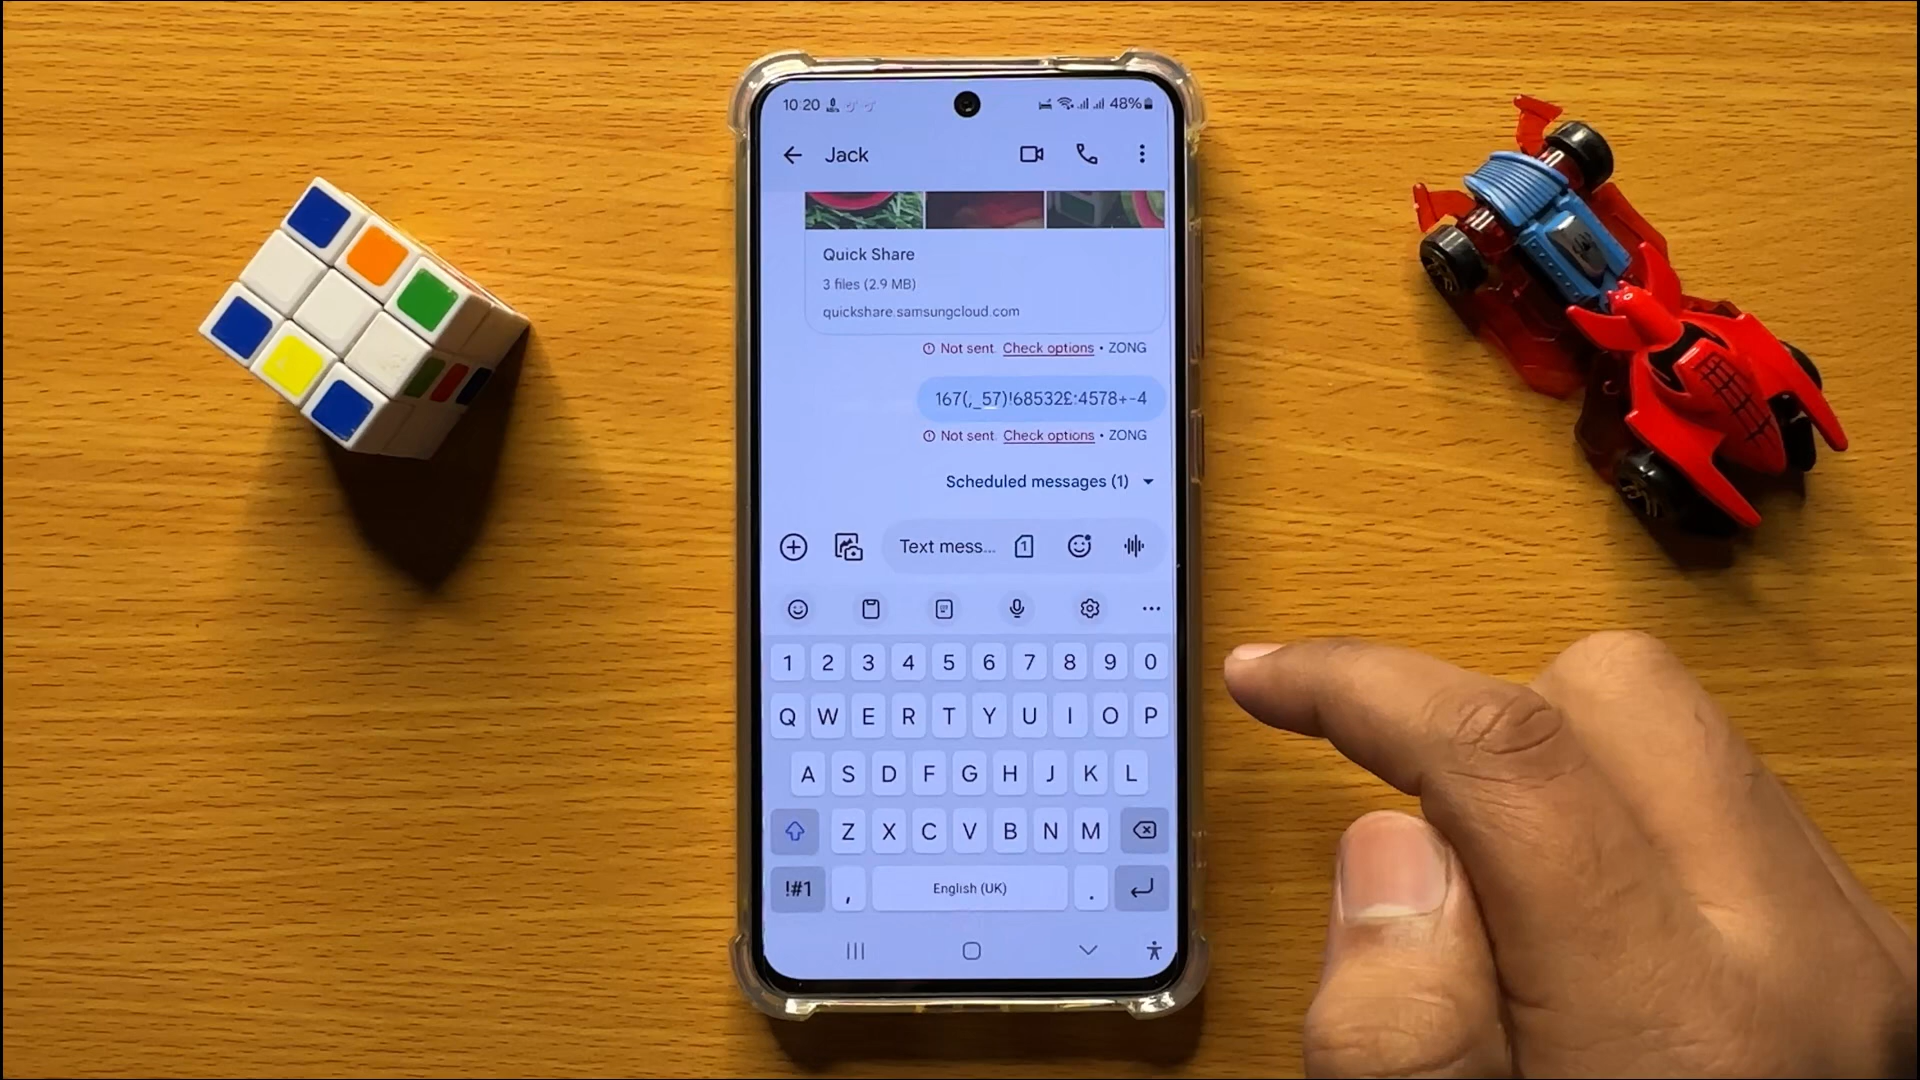 10:20
48%
Jack
Quick Share
3 files (2.9 MB)
quickshare.samsungcloud.com
Not sent. Check options • ZONG
167(,_57)!68532£:4578+-4
Not sent. Check options • ZONG
Scheduled messages (1)
Text mess... 1
1 2 3 4 5 6 7 8 9 0
Q W E R T Y U I O P
A S D F G H J K L
Z X C V B N M
!#1 , English (UK) .